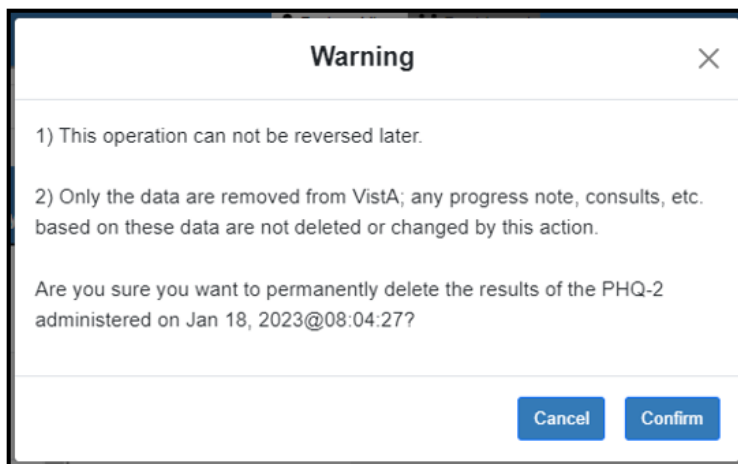 Warning
1) This operation can not be reversed later.
2) Only the data are removed from VistA; any progress note, consults, etc.
based on these data are not deleted or changed by this action.
Are you sure you want to permanently delete the results of the PHQ-2
administered on Jan 18, 2023@08:04:27?
Cancel Confirm